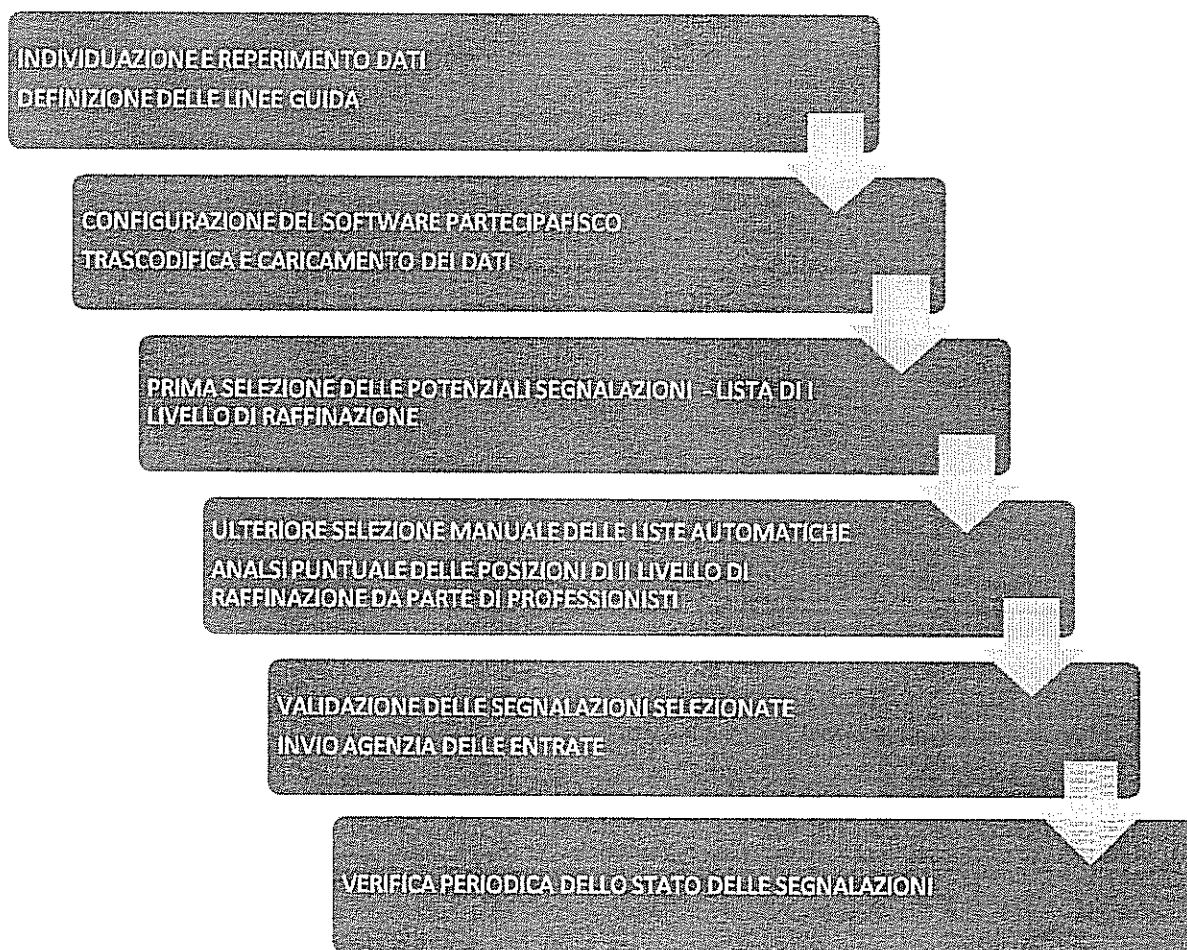 INDIVIDUAZIONE E REPERIMENTO DATI
DEFINIZIONE DELLE LINEE GUIDA
CONFIGURAZIONE DEL SOFTWARE PARTECIPAFISCO
TRASCODIFICA E CARICAMENTO DEI DATI
PRIMA SELEZIONE DELLE POTENZIALI SEGNALAZIONI - LISTA DI I
LIVELLO DI RAFFINAZIONE
ULTERIORE SELEZIONE MANUALE DELLE LISTE AUTOMATICHE
ANALSI PUNTUALE DELLE POSIZIONI DI II LIVELLO DI
RAFFINAZIONE DA PARTE DI PROFESSIONISTI
VALIDAZIONE DELLE SEGNALAZIONI SELEZIONATE
INVIO AGENZIA DELLE ENTRATE
VERIFICA PERIODICA DELLO STATO DELLE SEGNALAZIONI